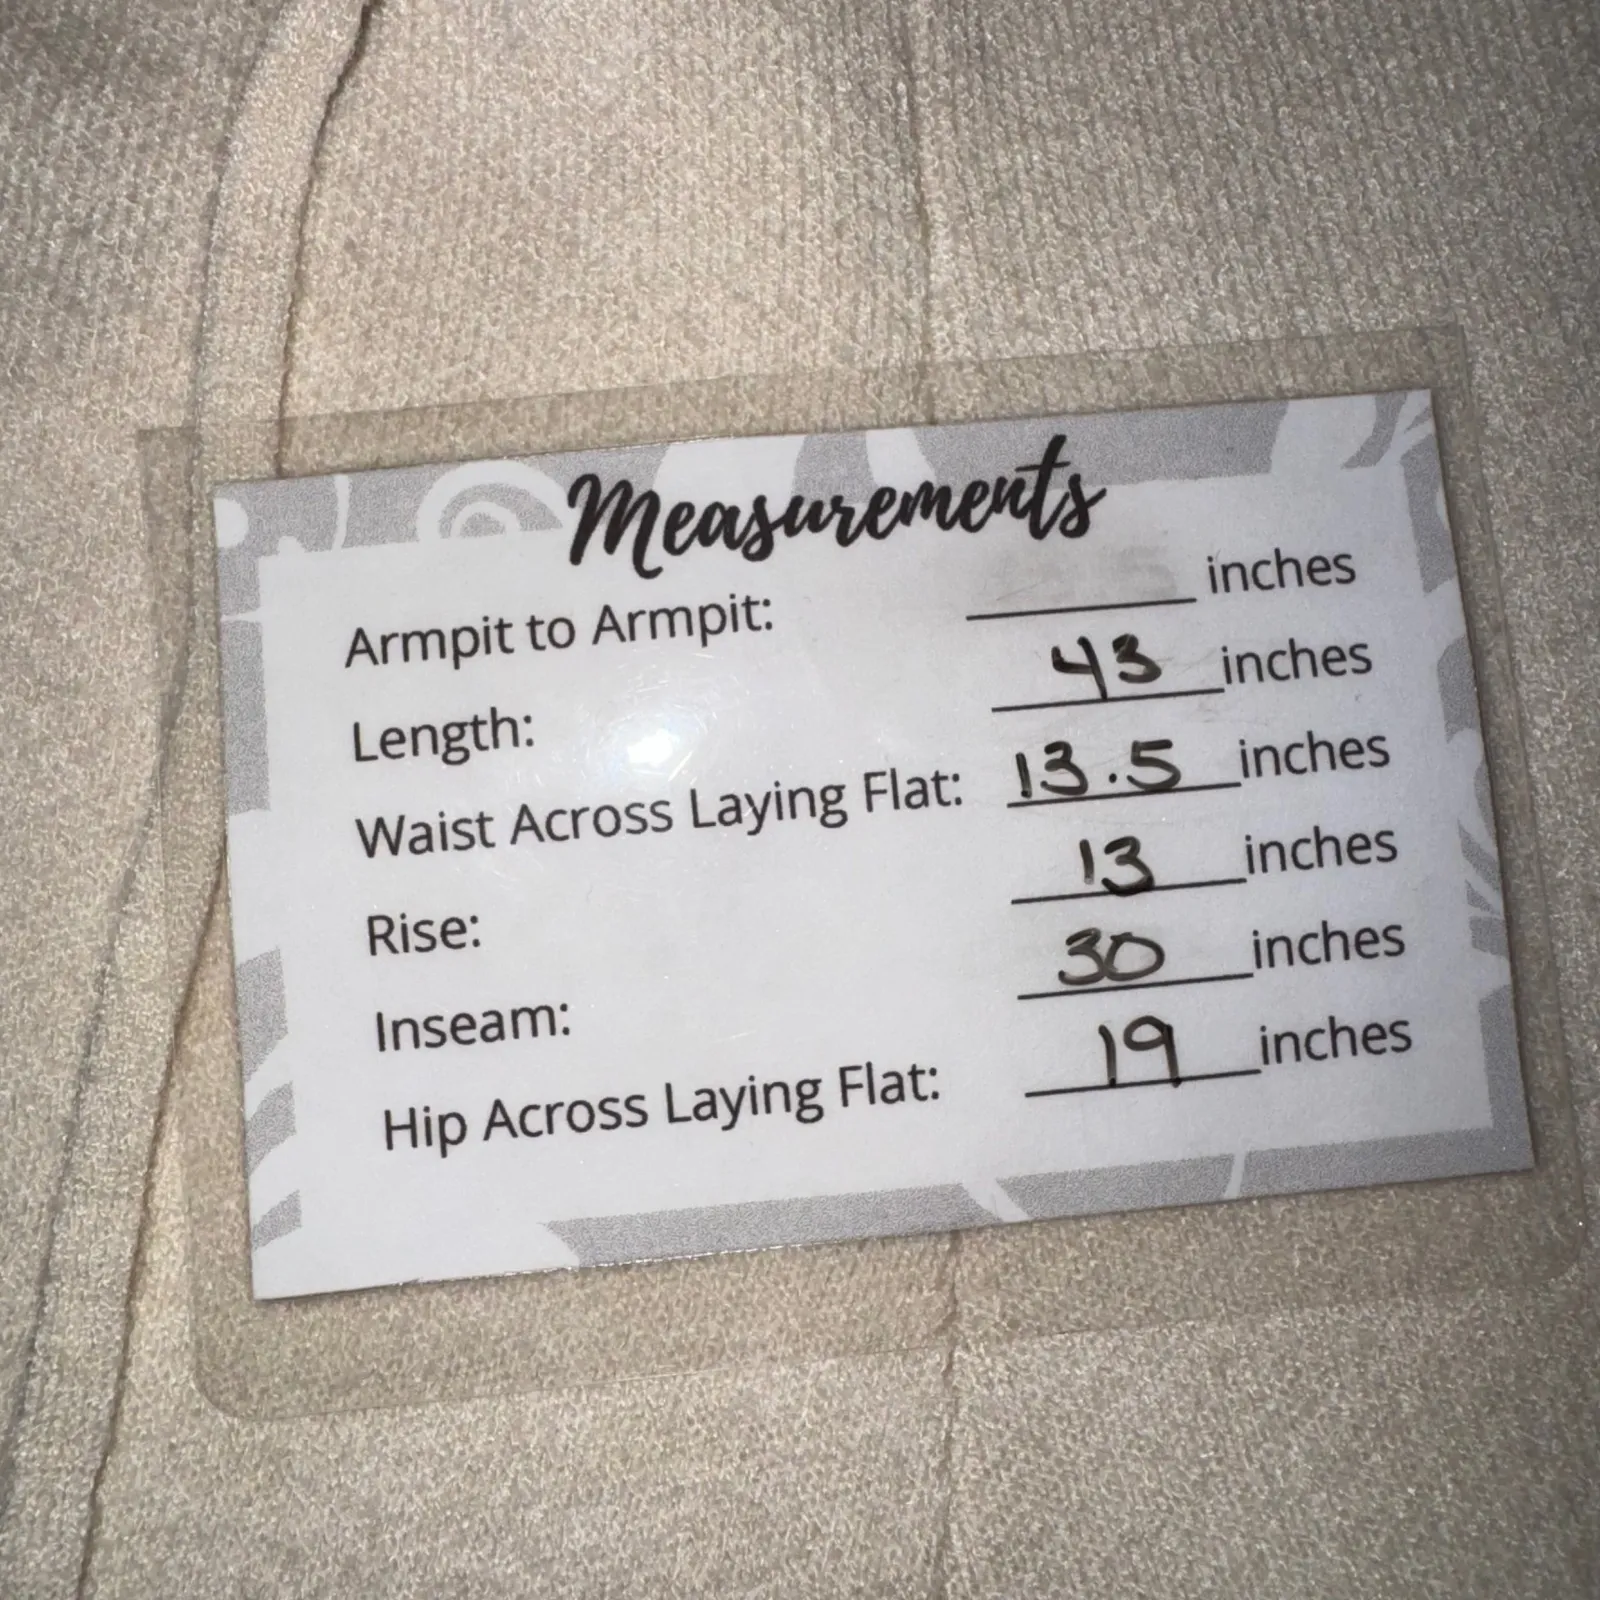 Measurements
Armpit to Armpit: ________ inches
Length: 43 inches
Waist Across Laying Flat: 13.5 inches
Rise: 13 inches
Inseam: 30 inches
Hip Across Laying Flat: 19 inches